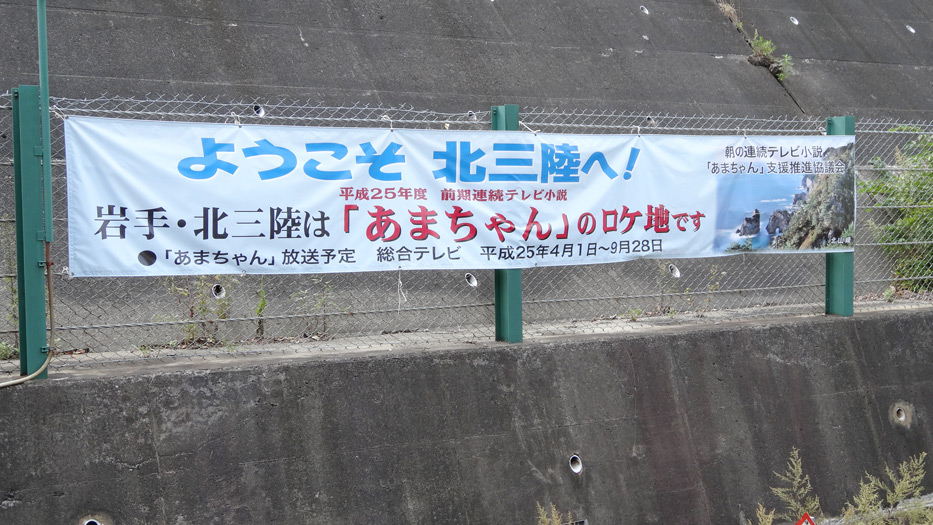 ようこそ 北三陸へ!
平成25年度 前期連続テレビ小説
岩手・北三陸は「あまちゃん」のロケ地です
●「あまちゃん」放送予定 総合テレビ 平成25年4月1日～9月28日
朝の連続テレビ小説
「あまちゃん」支援推進協議会
北山崎